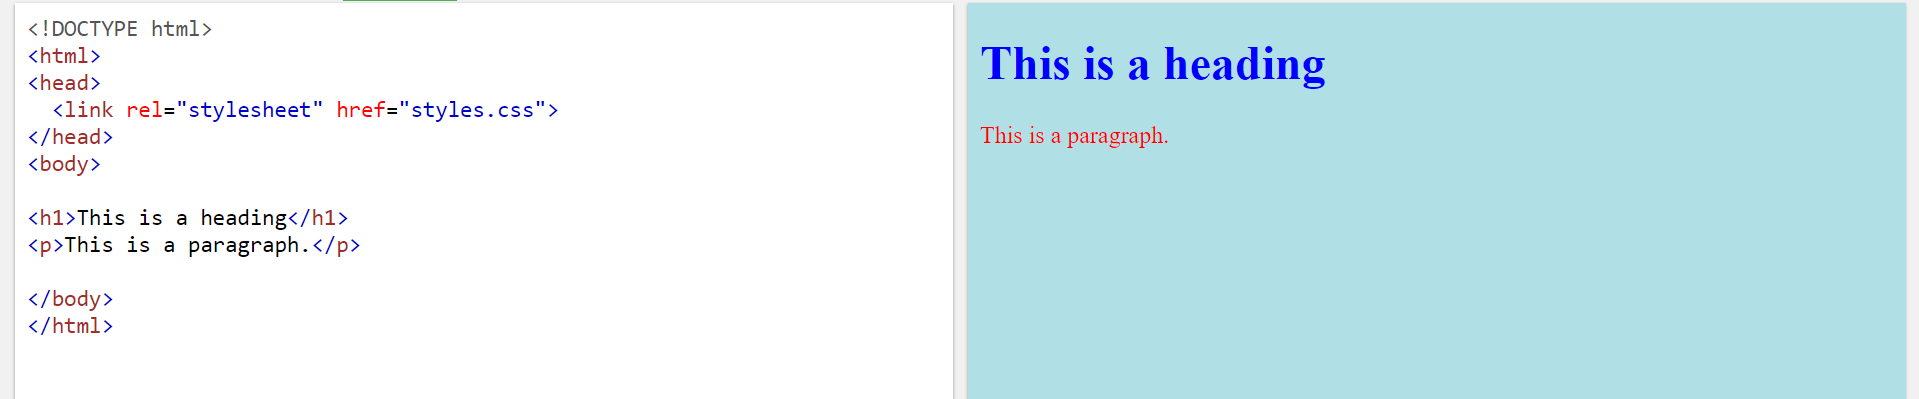 <!DOCTYPE html>
<html>
<head>
  <link rel="stylesheet" href="styles.css">
</head>
<body>
<h1>This is a heading</h1>
<p>This is a paragraph.</p>
</body>
</html>
This is a heading
This is a paragraph.